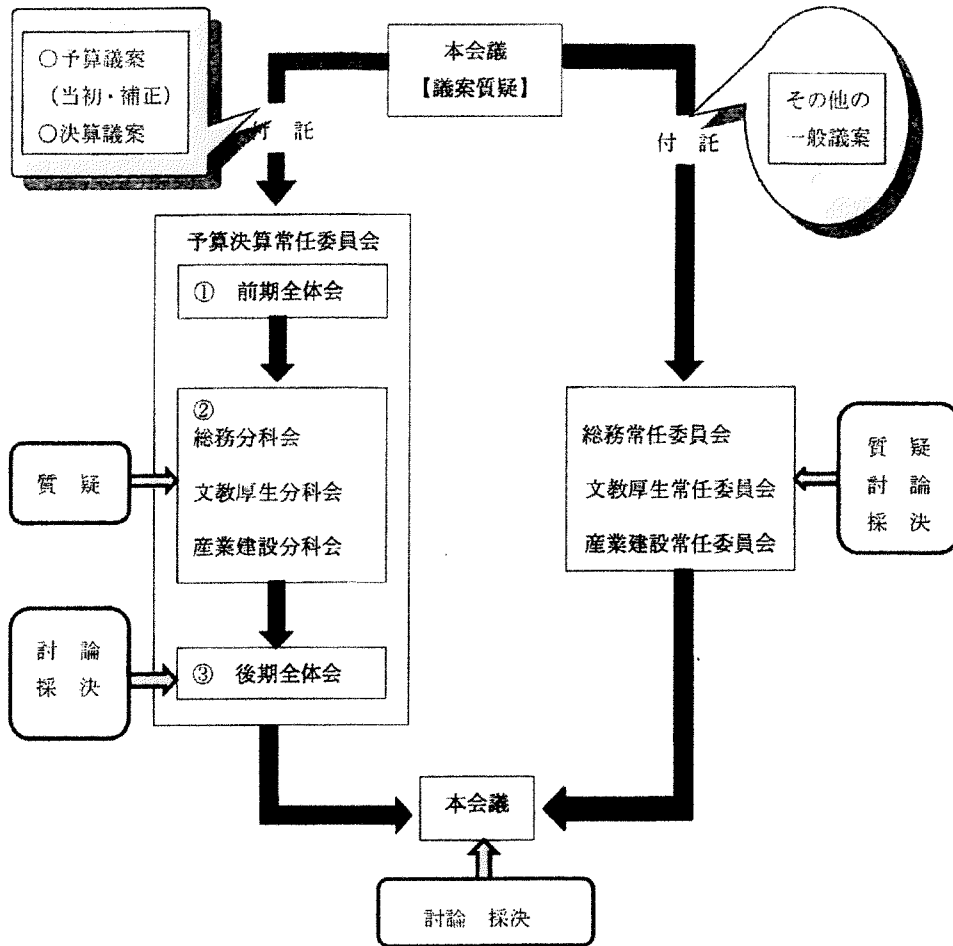 本会議
【議案質疑】
○予算議案
(当初・補正)
○決算議案
付 託
その他の
一般議案
付 託
予算決算常任委員会
① 前期全体会
②
総務分科会
文教厚生分科会
産業建設分科会
質 疑
③ 後期全体会
討 論
採 決
総務常任委員会
文教厚生常任委員会
産業建設常任委員会
質 疑
討 論
採 決
本会議
討論 採決